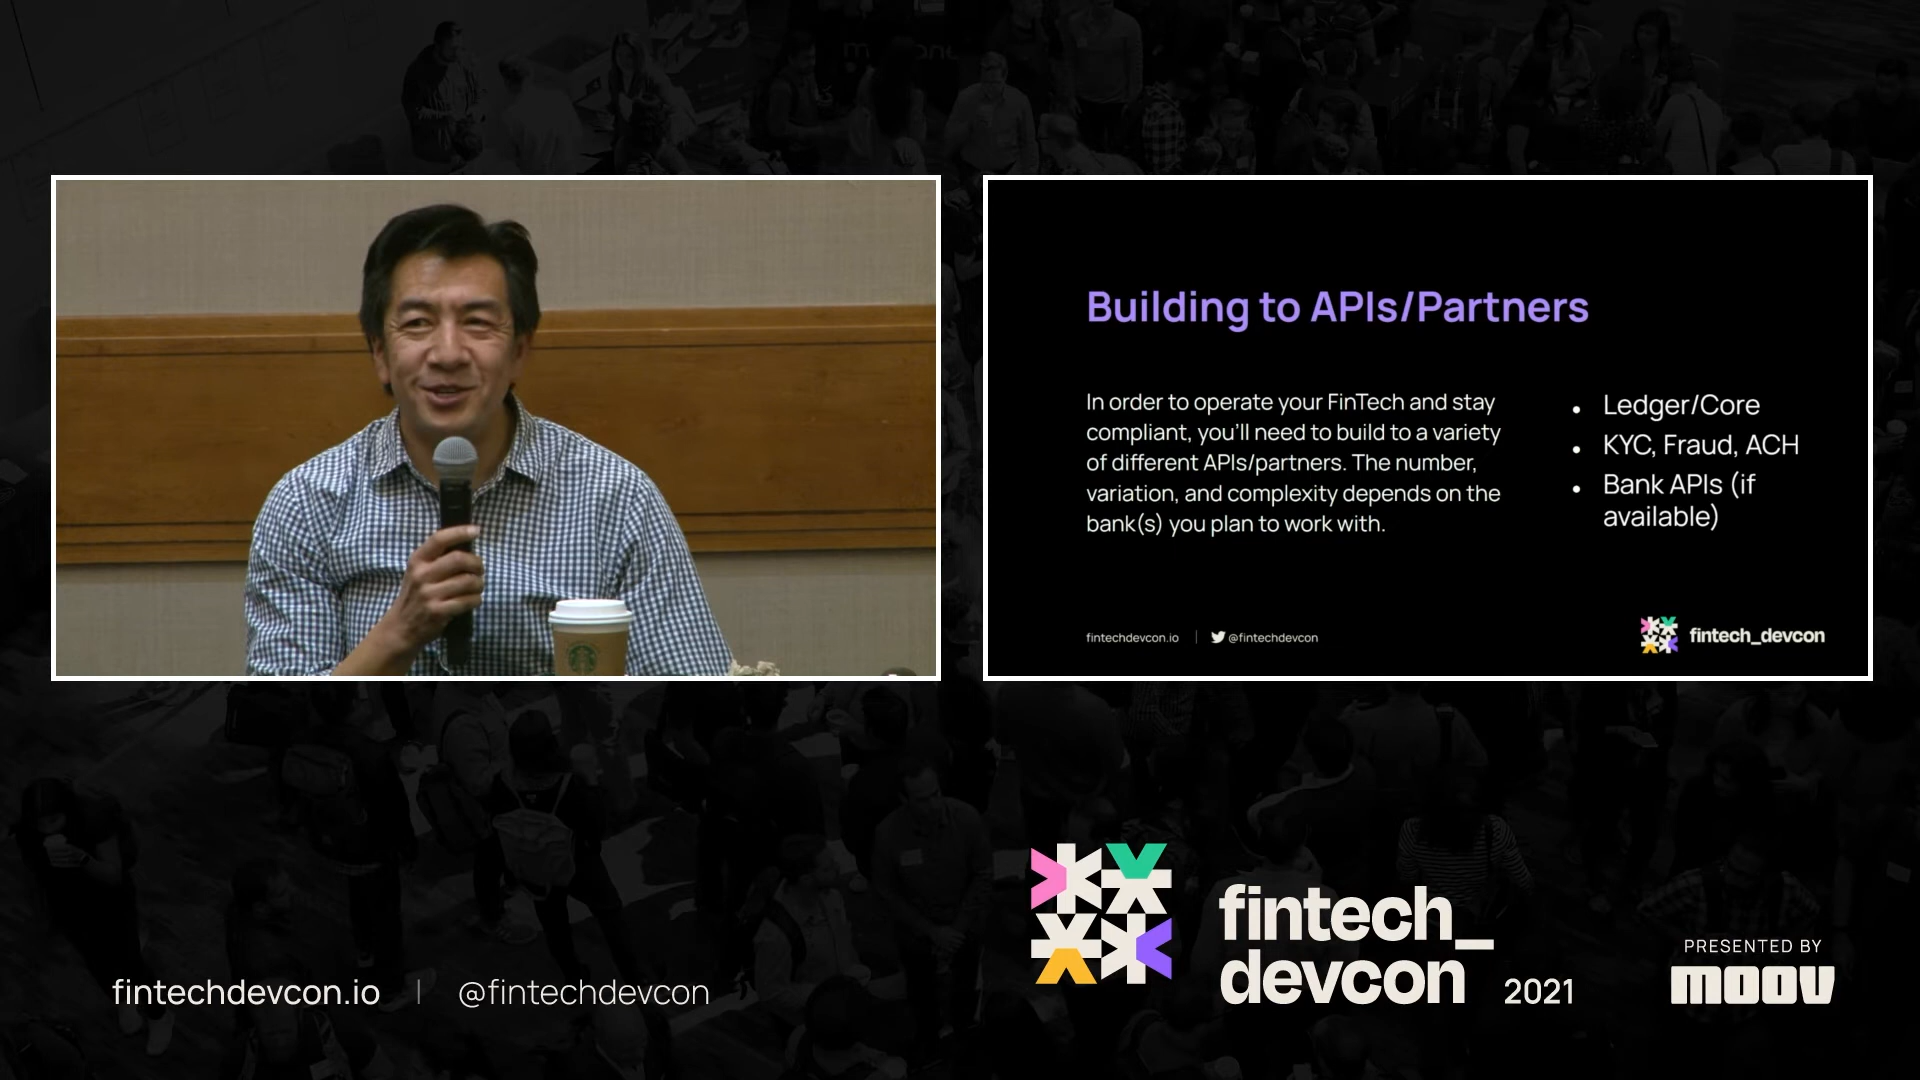 Building to APIs/Partners
In order to operate your FinTech and stay
compliant, you'll need to build to a variety
of different APIs/partners. The number,
variation, and complexity depends on the
bank(s) you plan to work with.
• Ledger/Core
• KYC, Fraud, ACH
• Bank APIs (if
available)
fintechdevcon.io | @fintechdevcon
fintech_devcon
fintechdevcon.io | @fintechdevcon
fintech_
devcon 2021
PRESENTED BY
moov